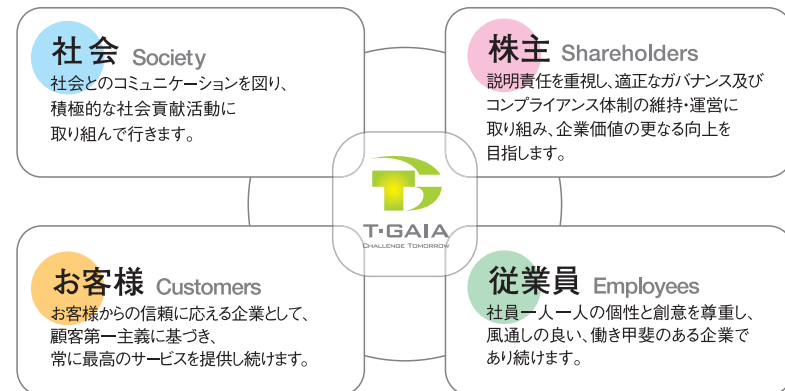 社会 Society
社会とのコミュニケーションを図り、
積極的な社会貢献活動に
取り組んで行きます。
株主 Shareholders
説明責任を重視し、適正なガバナンス及び
コンプライアンス体制の維持・運営に
取り組み、企業価値の更なる向上を
目指します。
T·GAIA
CHALLENGE TOMORROW
お客様 Customers
お客様からの信頼に応える企業として、
顧客第一主義に基づき、
常に最高のサービスを提供し続けます。
従業員 Employees
社員一人一人の個性と創意を尊重し、
風通しの良い、働き甲斐のある企業で
あり続けます。